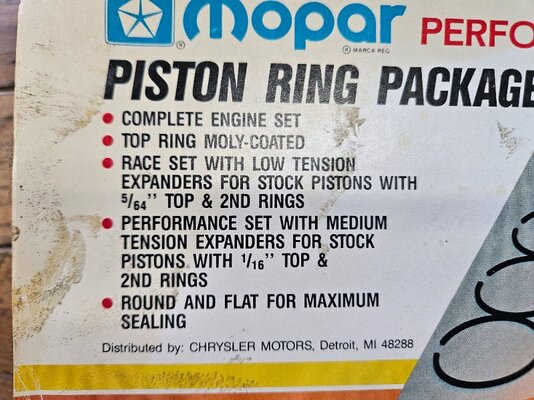 mopar PERFO
® ® MARCA REG.
PISTON RING PACKAGE
• COMPLETE ENGINE SET
• TOP RING MOLY-COATED
• RACE SET WITH LOW TENSION
EXPANDERS FOR STOCK PISTONS WITH
5/64" TOP & 2ND RINGS
• PERFORMANCE SET WITH MEDIUM
TENSION EXPANDERS FOR STOCK
PISTONS WITH 1/16" TOP &
2ND RINGS
• ROUND AND FLAT FOR MAXIMUM
SEALING
Distributed by: CHRYSLER MOTORS, Detroit, MI 48288